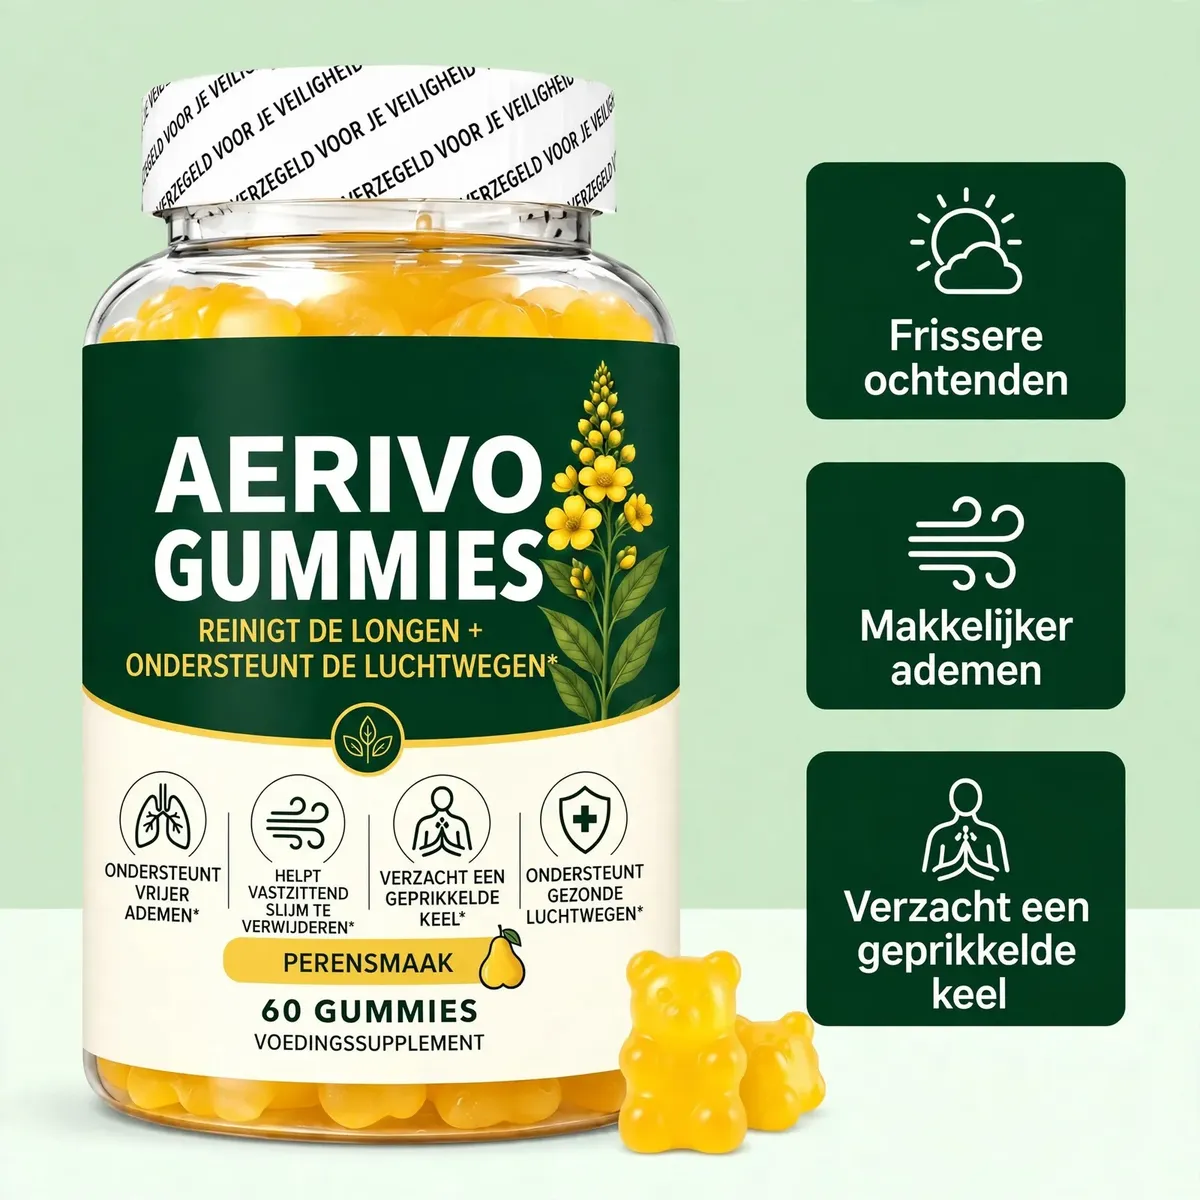 VERZEGELD VOOR JE VEILIGHEID
VERZEGELD VOOR JE VEILIGHEID
VERZEGELD VOOR JE VEILIGHEID
VERZEGELD VOOR JE VEILIGHEID
AERIVO
GUMMIES
REINIGT DE LONGEN +
ONDERSTEUNT DE LUCHTWEGEN*
ONDERSTEUNT
VRIJER
ADEMEN*
HELPT
VASTZITTEND
SLIJM TE
VERWIJDEREN*
VERZACHT EEN
GEPRIKKELDE
KEEL*
ONDERSTEUNT
GEZONDE
LUCHTWEGEN*
PERENSMAAK
60 GUMMIES
VOEDINGSSUPPLEMENT
Frissere
ochtenden
Makkelijker
ademen
Verzacht een
geprikkelde
keel